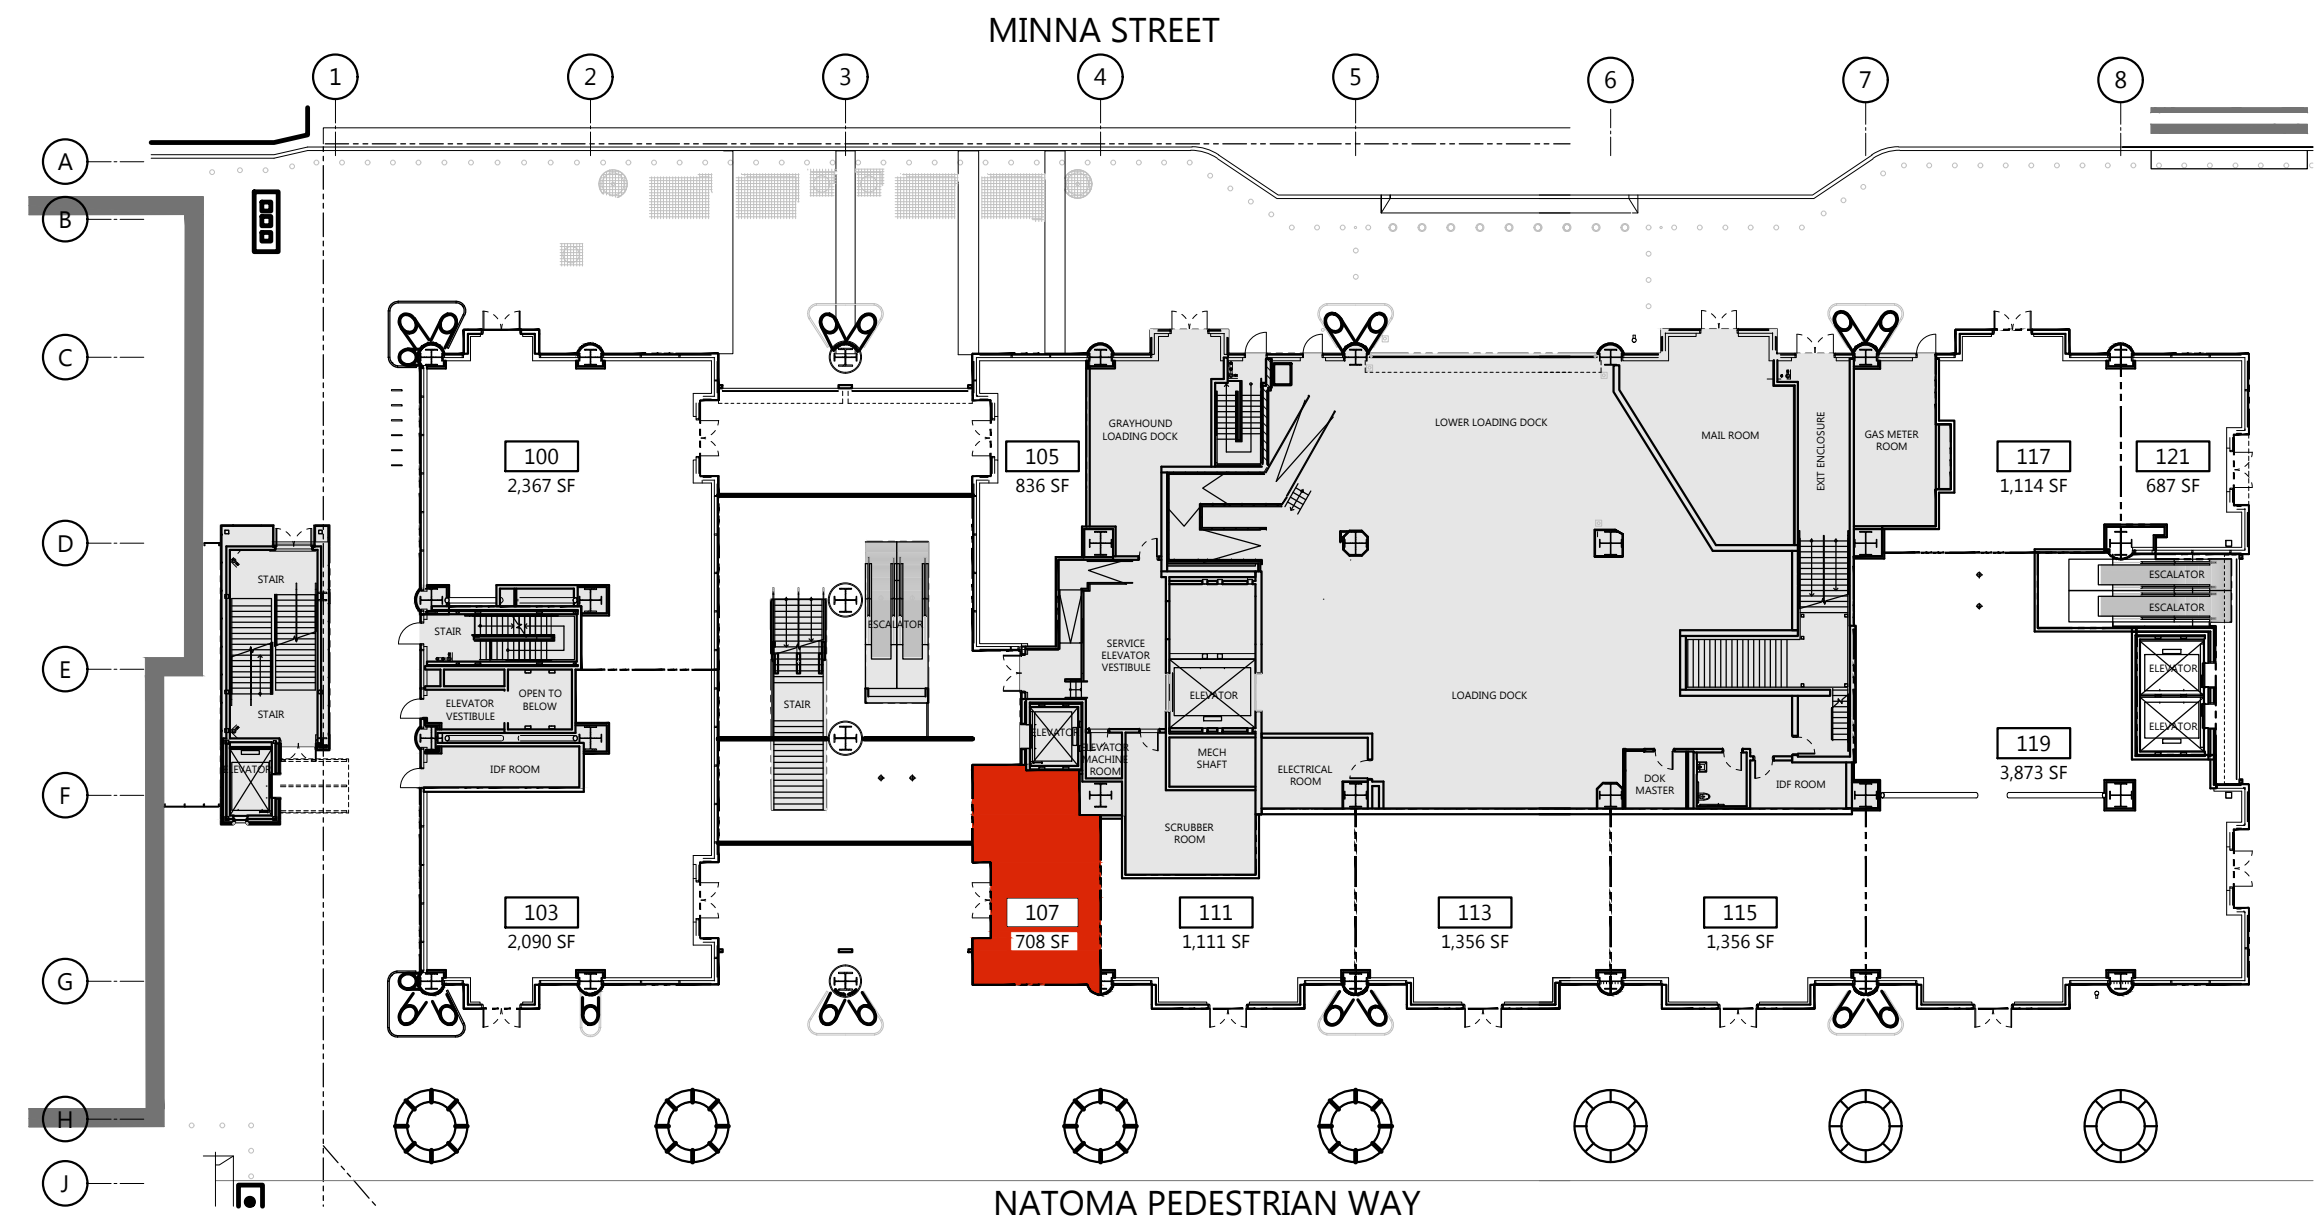 MINNA STREET
1
2
3
4
5
6
7
8
A
B
C
D
E
F
G
H
J
100
2,367 SF
105
836 SF
GRAYHOUND
LOADING DOCK
LOWER LOADING DOCK
MAIL ROOM
EXIT ENCLOSURE
GAS METER
ROOM
117
1,114 SF
121
687 SF
STAIR
STAIR
ELEVATOR
STAIR
ELEVATOR
VESTIBULE
OPEN TO
BELOW
IDF ROOM
STAIR
ESCALATOR
SERVICE
ELEVATOR
VESTIBULE
ELEVATOR
ELEVATOR
ELEVATOR
MACHINE
ROOM
MECH
SHAFT
SCRUBBER
ROOM
ELECTRICAL
ROOM
LOADING DOCK
DOK
MASTER
IDF ROOM
ESCALATOR
ESCALATOR
ELEVATOR
ELEVATOR
119
3,873 SF
103
2,090 SF
107
708 SF
111
1,111 SF
113
1,356 SF
115
1,356 SF
NATOMA PEDESTRIAN WAY